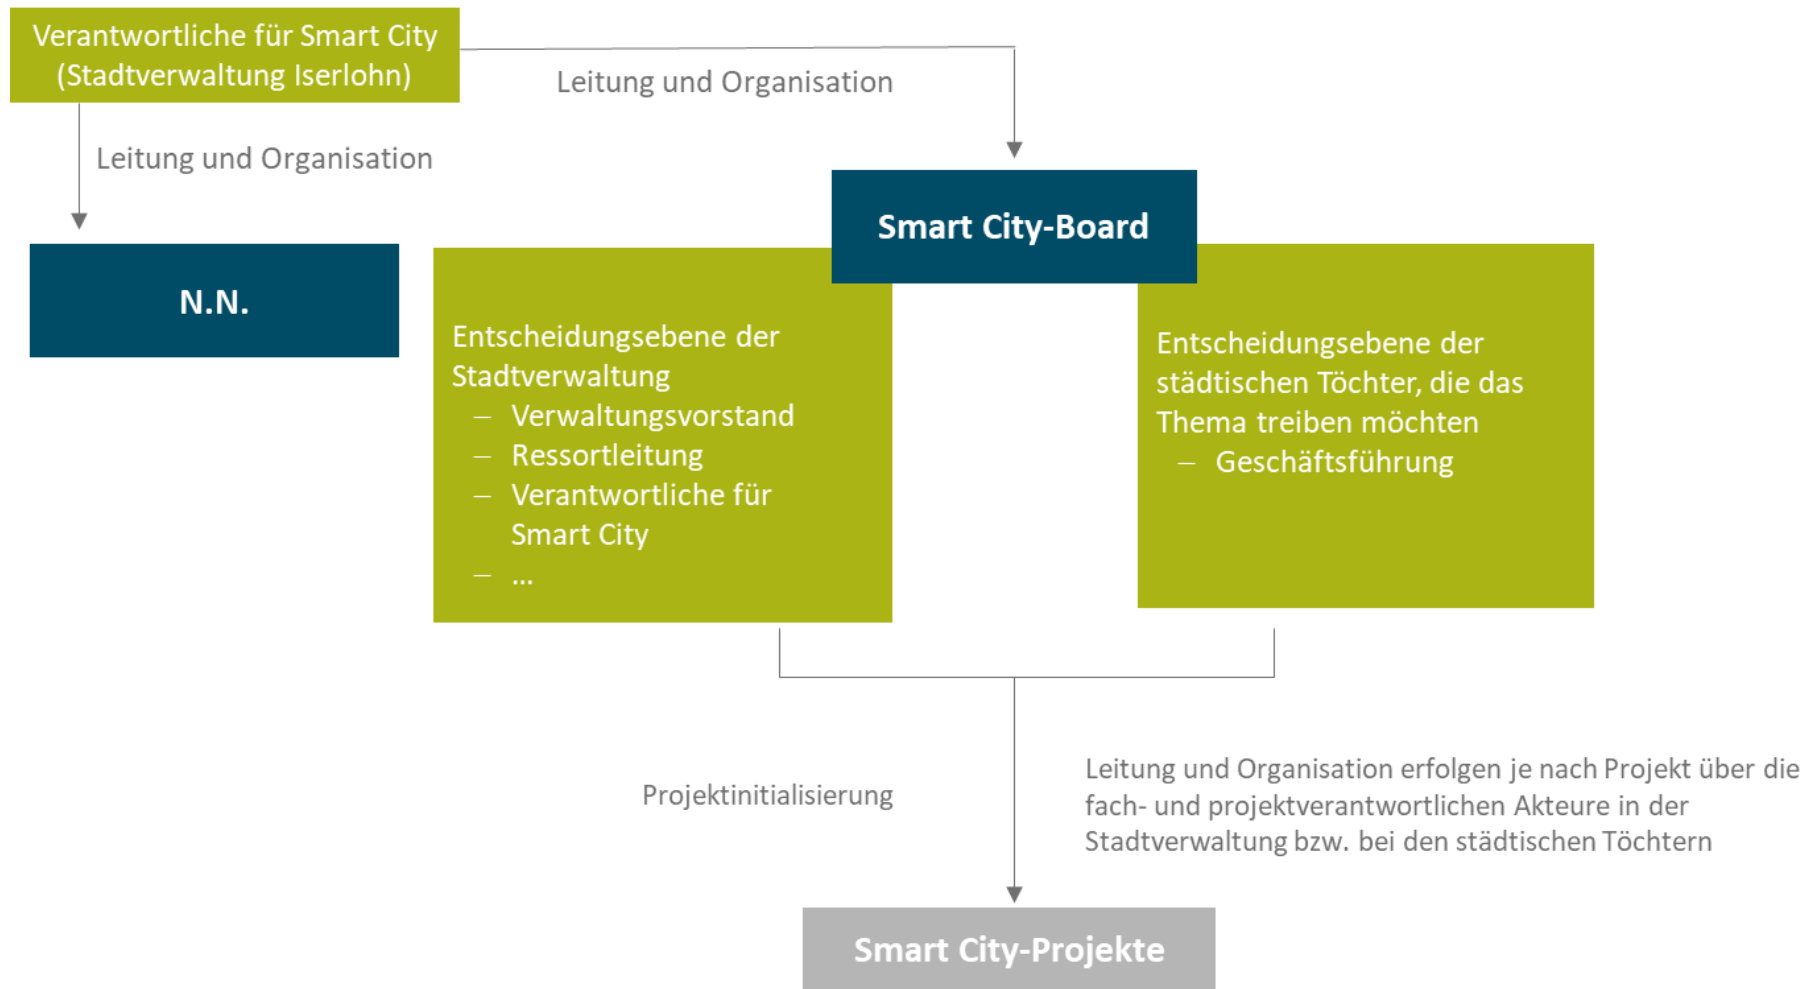 Verantwortliche für Smart City
(Stadtverwaltung Iserlohn)
Leitung und Organisation
Leitung und Organisation
Smart City-Board
N.N.
Entscheidungsebene der
Stadtverwaltung
– Verwaltungsvorstand
– Ressortleitung
– Verantwortliche für
Smart City
– ...
Entscheidungsebene der
städtischen Töchter, die das
Thema treiben möchten
– Geschäftsführung
Projektinitialisierung
Leitung und Organisation erfolgen je nach Projekt über die
fach- und projektverantwortlichen Akteure in der
Stadtverwaltung bzw. bei den städtischen Töchtern
Smart City-Projekte